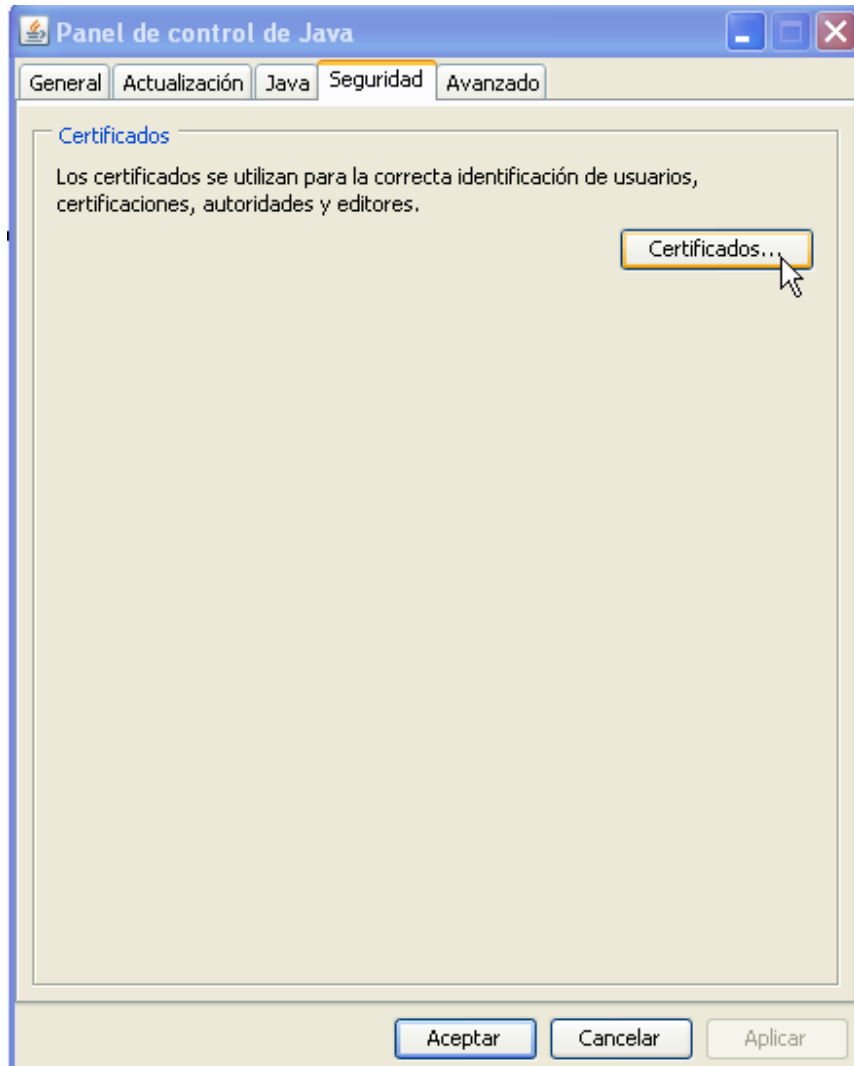 Panel de control de Java
General Actualización Java Seguridad Avanzado
Certificados
Los certificados se utilizan para la correcta identificación de usuarios,
certificaciones, autoridades y editores.
Certificados...
Aceptar Cancelar Aplicar